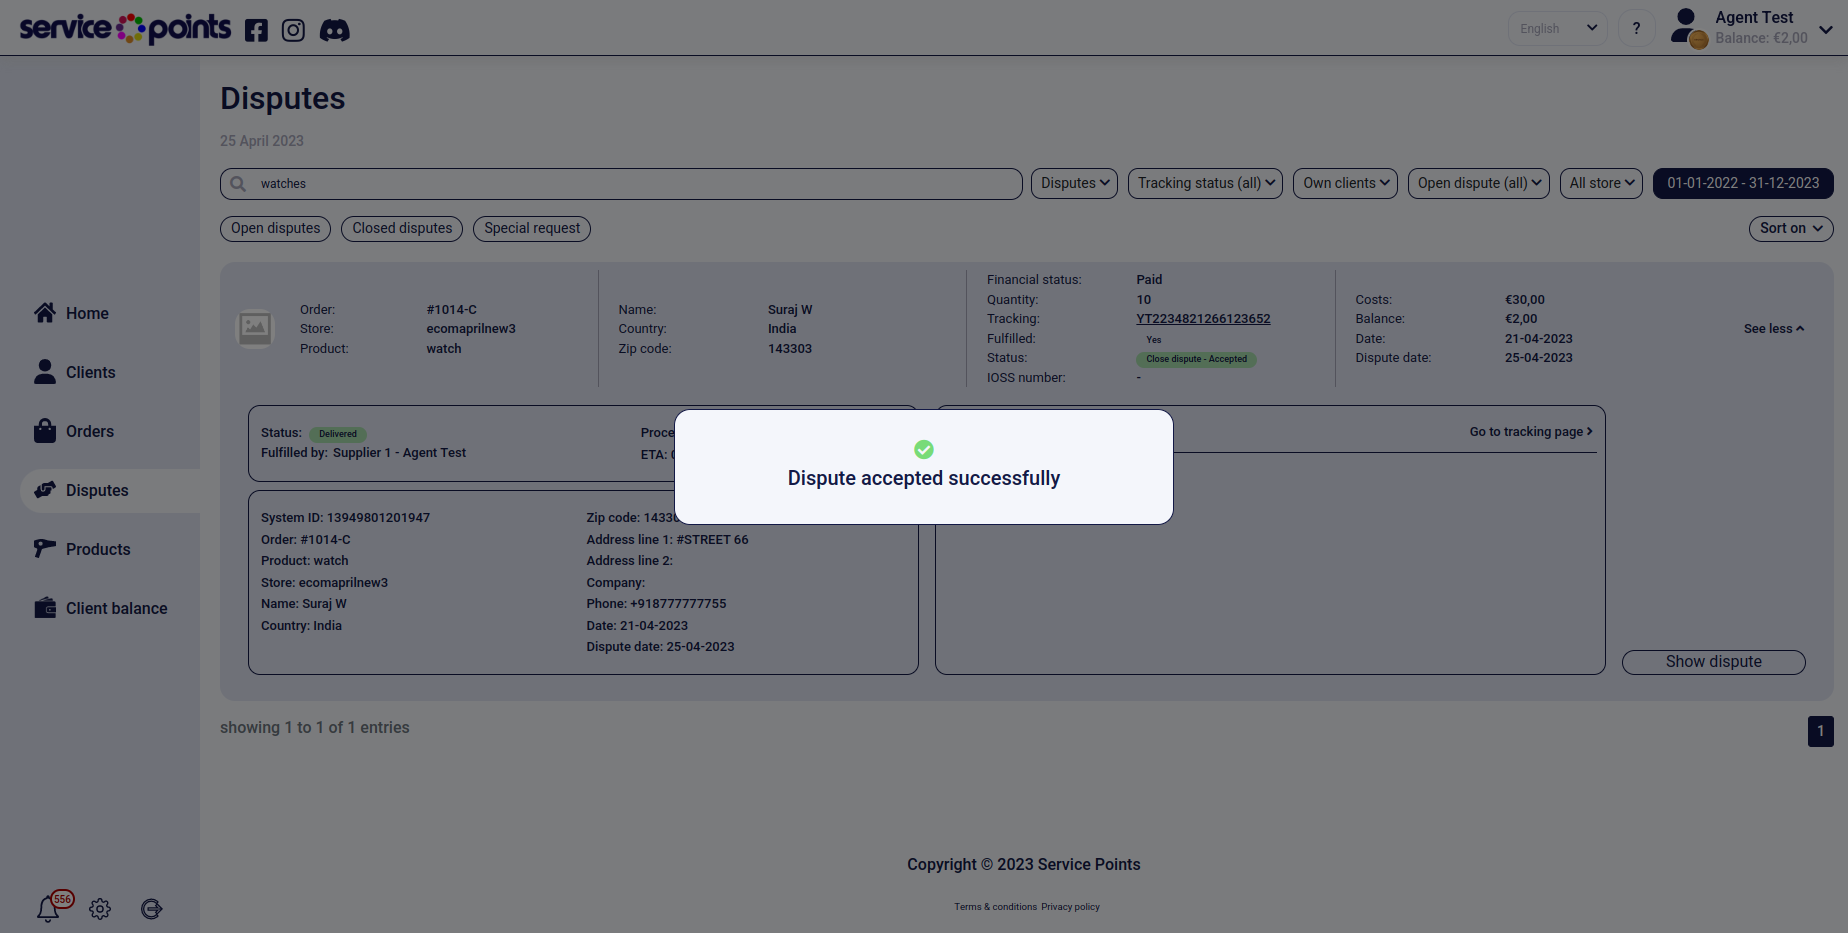 service points
English
?
Agent Test
Balance: €2,00
Disputes
25 April 2023
watches
Disputes
Tracking status (all)
Own clients
Open dispute (all)
All store
01-01-2022 - 31-12-2023
Open disputes
Closed disputes
Special request
Sort on
Home
Clients
Orders
Disputes
Products
Client balance
556
Order: #1014-C
Store: ecomaprilnew3
Product: watch
Name: Suraj W
Country: India
Zip code: 143303
Financial status: Paid
Quantity: 10
Tracking: YT2234821266123652
Fulfilled: Yes
Status: Close dispute - Accepted
IOSS number: -
Costs: €30,00
Balance: €2,00
Date: 21-04-2023
Dispute date: 25-04-2023
See less
Status: Delivered
Fulfilled by: Supplier 1 - Agent Test
Proce
ETA:
Go to tracking page
Dispute accepted successfully
System ID: 13949801201947
Order: #1014-C
Product: watch
Store: ecomaprilnew3
Name: Suraj W
Country: India
Zip code: 1433
Address line 1: #STREET 66
Address line 2:
Company:
Phone: +918777777755
Date: 21-04-2023
Dispute date: 25-04-2023
Show dispute
showing 1 to 1 of 1 entries
1
Copyright © 2023 Service Points
Terms & conditions Privacy policy